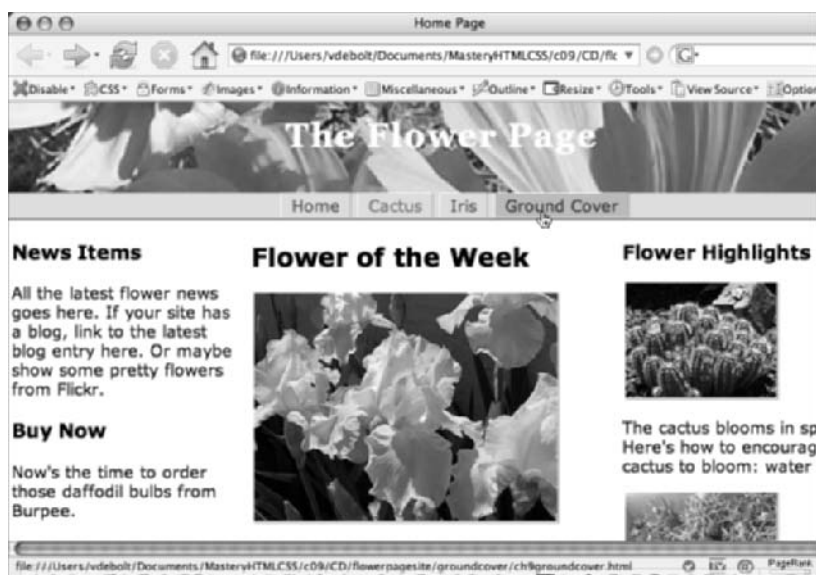 Home Page
file:///Users/vdebolt/Documents/MasteryHTMLCSS/c09/CD/flc
Disable CSS Forms Images Information Miscellaneous Outline Resize Tools View Source Option
The Flower Page
Home Cactus Iris Ground Cover
News Items
All the latest flower news
goes here. If your site has
a blog, link to the latest
blog entry here. Or maybe
show some pretty flowers
from Flickr.
Buy Now
Now's the time to order
those daffodil bulbs from
Burpee.
Flower of the Week
Flower Highlights
The cactus blooms in sp
Here's how to encourag
cactus to bloom: water
file:///Users/vdebolt/Documents/MasteryHTMLCSS/c09/CD/flowerpagesite/groundcover/ch9groundcover.html PageRank